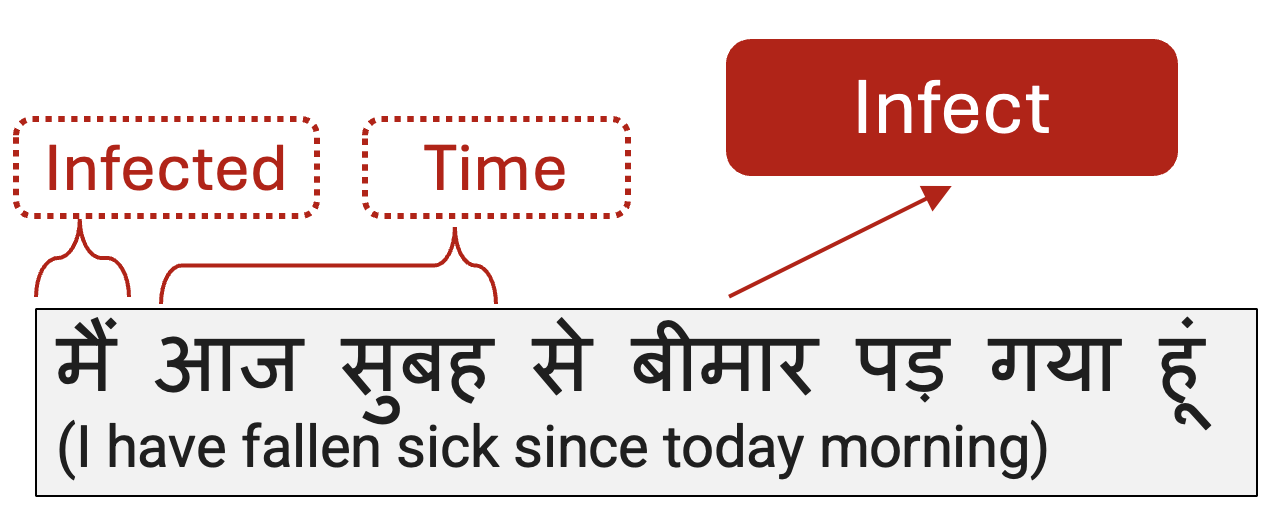 Infect
Infected
Time
मैं आज सुबह से बीमार पड़ गया हूं
(I have fallen sick since today morning)